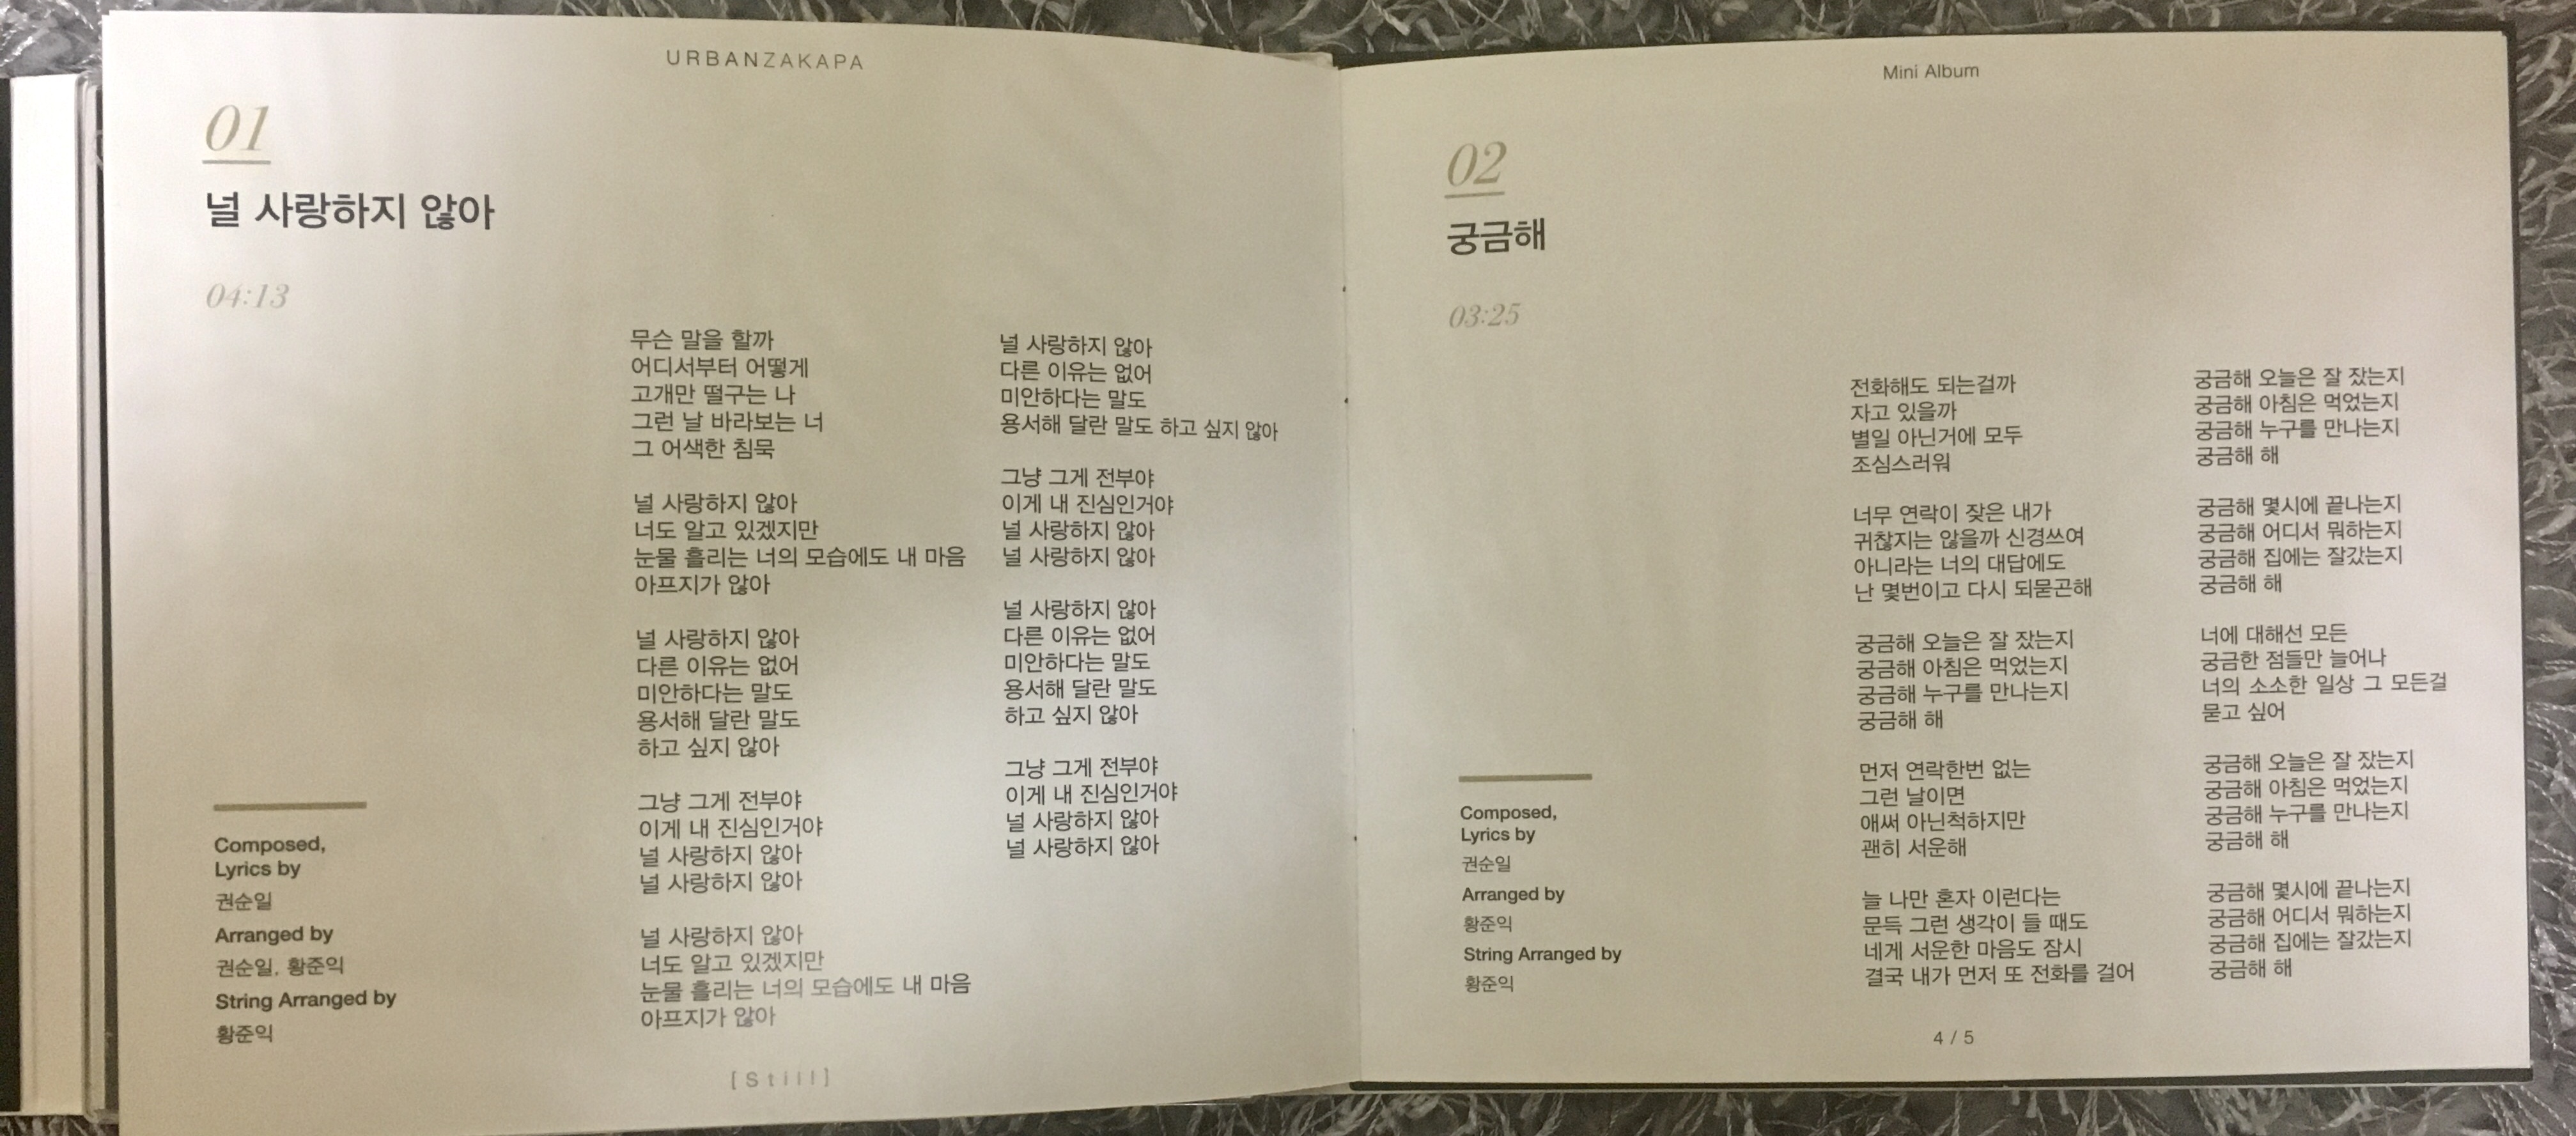 URBANZAKAPA
01
널 사랑하지 않아
04:13
무슨 말을 할까
어디서부터 어떻게
고개만 떨구는 나
그런 날 바라보는 너
그 어색한 침묵
널 사랑하지 않아
너도 알고 있겠지만
눈물 흘리는 너의 모습에도 내 마음
아프지가 않아
널 사랑하지 않아
다른 이유는 없어
미안하다는 말도
용서해 달란 말도
하고 싶지 않아
그냥 그게 전부야
이게 내 진심인거야
널 사랑하지 않아
널 사랑하지 않아
널 사랑하지 않아
너도 알고 있겠지만
눈물 흘리는 너의 모습에도 내 마음
아프지가 않아
널 사랑하지 않아
다른 이유는 없어
미안하다는 말도
용서해 달란 말도 하고 싶지 않아
그냥 그게 전부야
이게 내 진심인거야
널 사랑하지 않아
널 사랑하지 않아
널 사랑하지 않아
다른 이유는 없어
미안하다는 말도
용서해 달란 말도
하고 싶지 않아
그냥 그게 전부야
이게 내 진심인거야
널 사랑하지 않아
널 사랑하지 않아
Composed,
Lyrics by
권순일
Arranged by
권순일, 황준익
String Arranged by
황준익
[Still]
Mini Album
02
궁금해
03:25
전화해도 되는걸까
자고 있을까
별일 아닌거에 모두
조심스러워
너무 연락이 잦은 내가
귀찮지는 않을까 신경쓰여
아니라는 너의 대답에도
난 몇번이고 다시 되묻곤해
궁금해 오늘은 잘 잤는지
궁금해 아침은 먹었는지
궁금해 누구를 만나는지
궁금해 해
먼저 연락한번 없는
그런 날이면
애써 아닌척하지만
괜히 서운해
늘 나만 혼자 이런다는
문득 그런 생각이 들 때도
네게 서운한 마음도 잠시
결국 내가 먼저 또 전화를 걸어
궁금해 오늘은 잘 잤는지
궁금해 아침은 먹었는지
궁금해 누구를 만나는지
궁금해 해
궁금해 몇시에 끝나는지
궁금해 어디서 뭐하는지
궁금해 집에는 잘갔는지
궁금해 해
너에 대해선 모든
궁금한 점들만 늘어나
너의 소소한 일상 그 모든걸
묻고 싶어
궁금해 오늘은 잘 잤는지
궁금해 아침은 먹었는지
궁금해 누구를 만나는지
궁금해 해
궁금해 몇시에 끝나는지
궁금해 어디서 뭐하는지
궁금해 집에는 잘갔는지
궁금해 해
Composed,
Lyrics by
권순일
Arranged by
황준익
String Arranged by
황준익
4 / 5